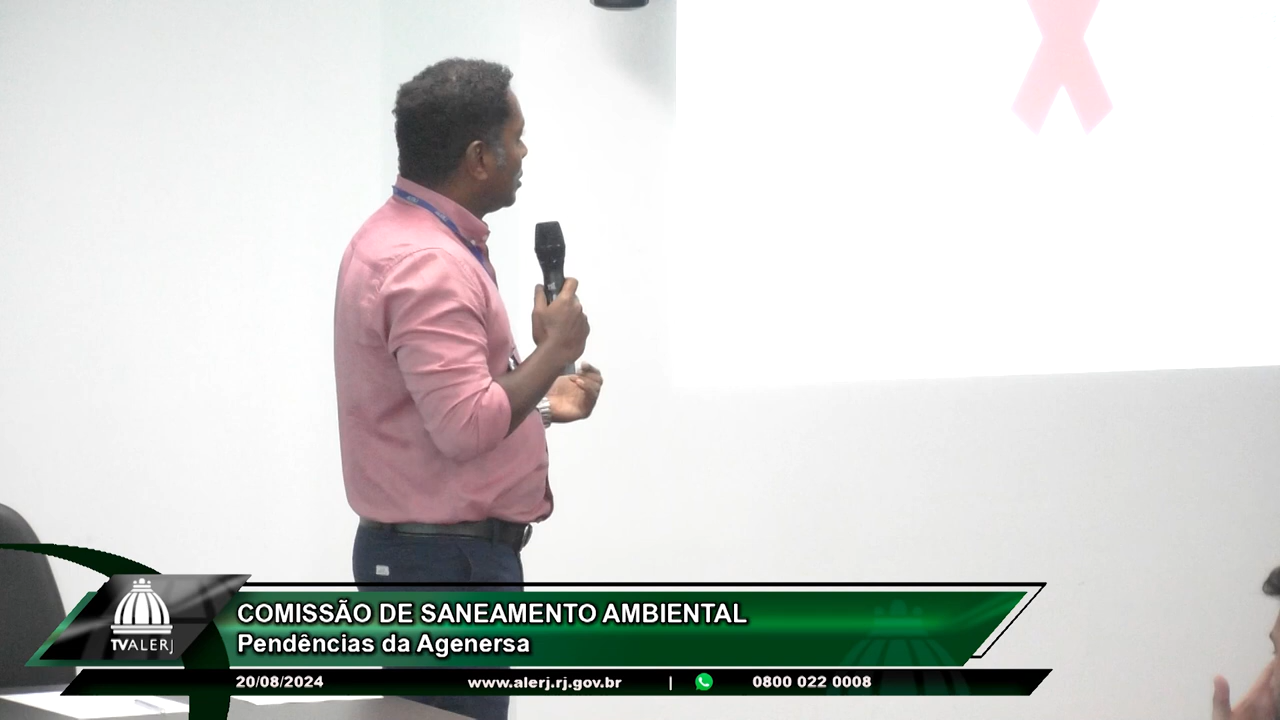 COMISSÃO DE SANEAMENTO AMBIENTAL
Pendências da Agenersa
TVALERJ
20/08/2024
www.alerj.rj.gov.br
|
0800 022 0008